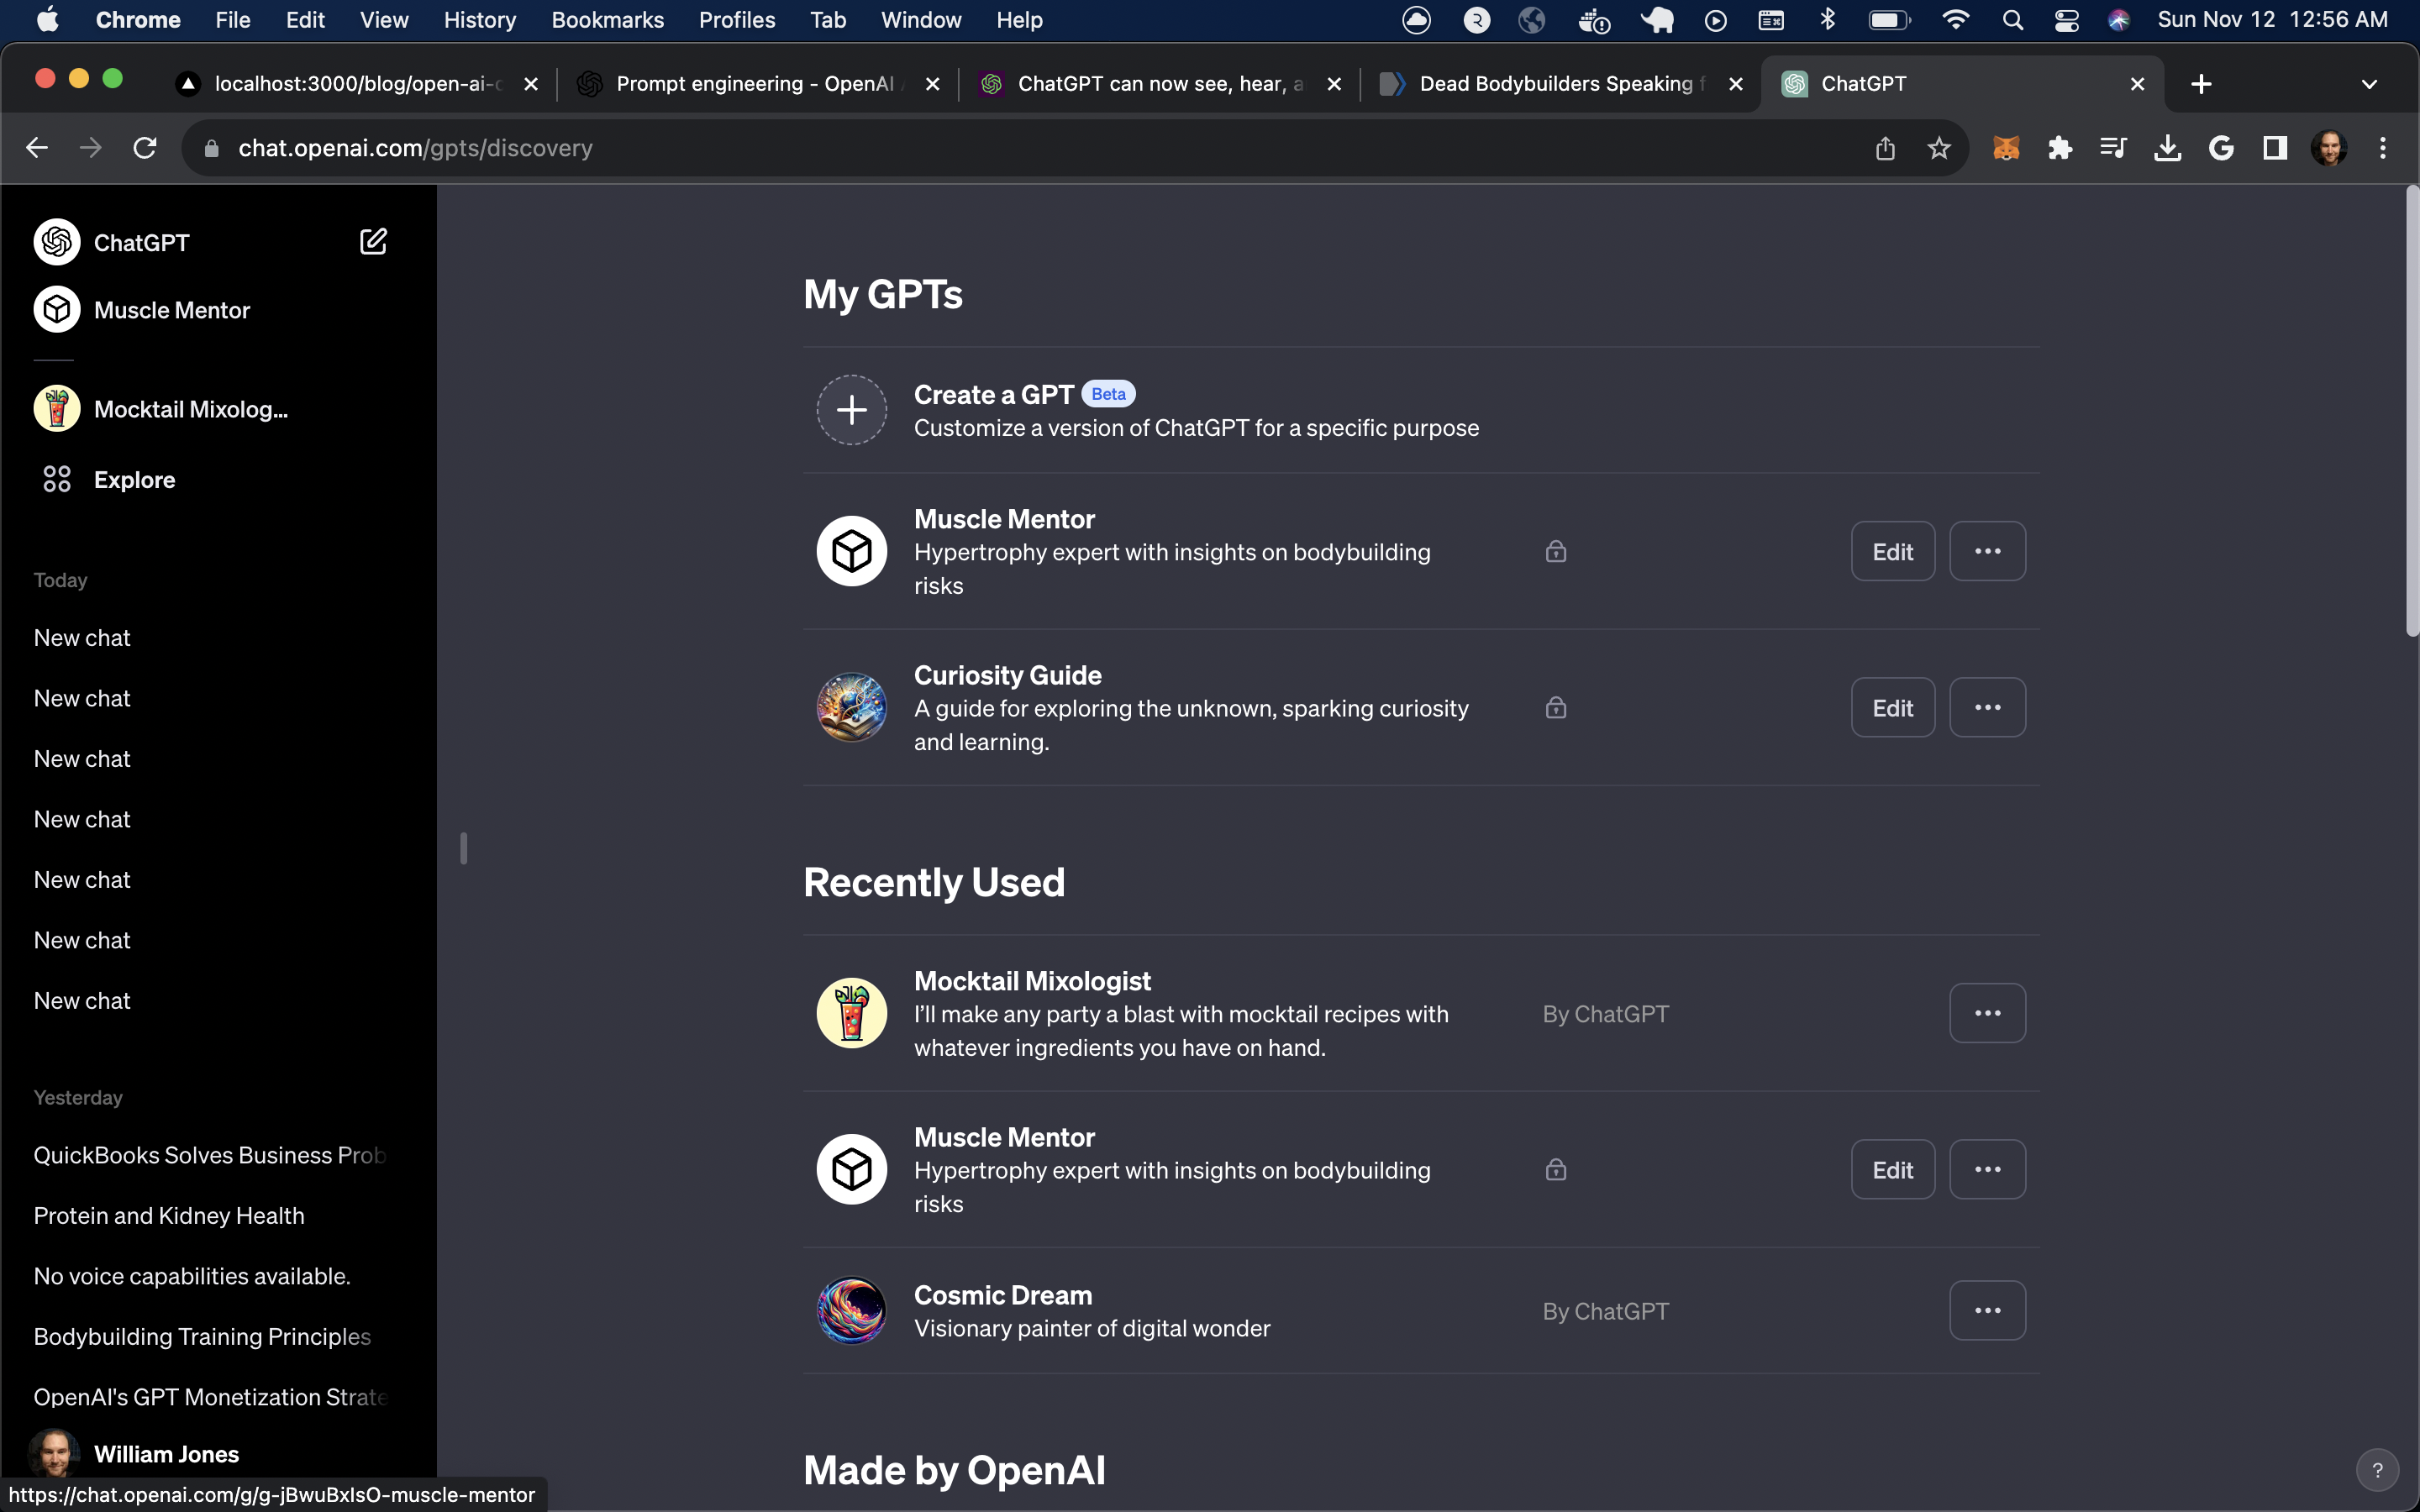 Chrome File Edit View History Bookmarks Profiles Tab Window Help Sun Nov 12 12:56 AM
localhost:3000/blog/open-ai-c Prompt engineering - OpenAI ChatGPT can now see, hear, a Dead Bodybuilders Speaking f ChatGPT
chat.openai.com/gpts/discovery
ChatGPT
Muscle Mentor
Mocktail Mixolog...
Explore
Today
New chat
New chat
New chat
New chat
New chat
New chat
New chat
Yesterday
QuickBooks Solves Business Prob
Protein and Kidney Health
No voice capabilities available.
Bodybuilding Training Principles
OpenAI's GPT Monetization Strate
William Jones
https://chat.openai.com/g/g-jBwuBxIsO-muscle-mentor
My GPTs
Create a GPT Beta
Customize a version of ChatGPT for a specific purpose
Muscle Mentor
Hypertrophy expert with insights on bodybuilding
risks
Edit ...
Curiosity Guide
A guide for exploring the unknown, sparking curiosity
and learning.
Edit ...
Recently Used
Mocktail Mixologist
I'll make any party a blast with mocktail recipes with
whatever ingredients you have on hand.
By ChatGPT ...
Muscle Mentor
Hypertrophy expert with insights on bodybuilding
risks
Edit ...
Cosmic Dream
Visionary painter of digital wonder
By ChatGPT ...
Made by OpenAI
?